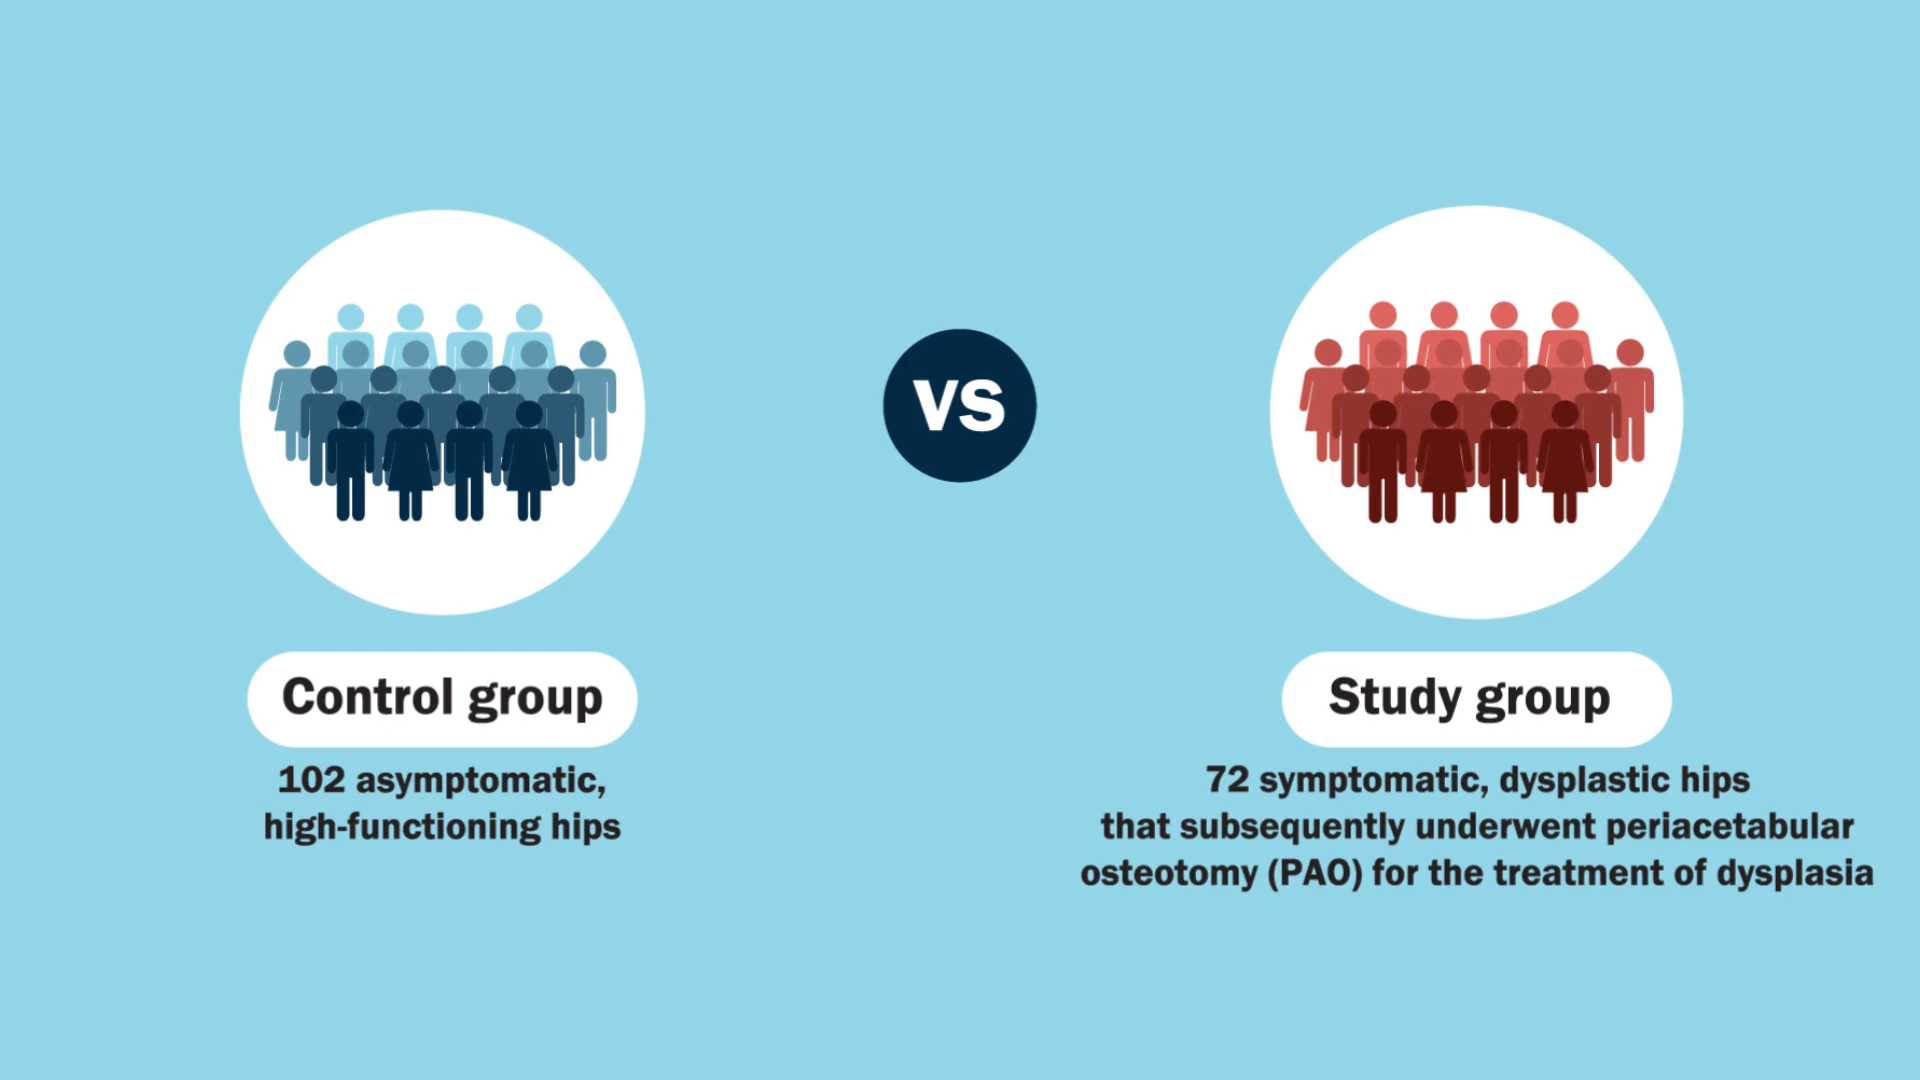 VS
Control group
102 asymptomatic,
high-functioning hips
Study group
72 symptomatic, dysplastic hips
that subsequently underwent periacetabular
osteotomy (PAO) for the treatment of dysplasia